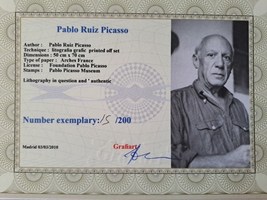 Pablo Ruiz Picasso
Author : Pablo Ruiz Picasso
Technique : litografia grafic printed off set
Dimensions : 50 cm x 70 cm
Type of paper : Arches France
License : Foundation Pablo Picasso
Stamps : Pablo Picasso Museum
Lithography in question and ' authentic
Number exemplary: 15 /200
Grafiart
Madrid 03/03/2010